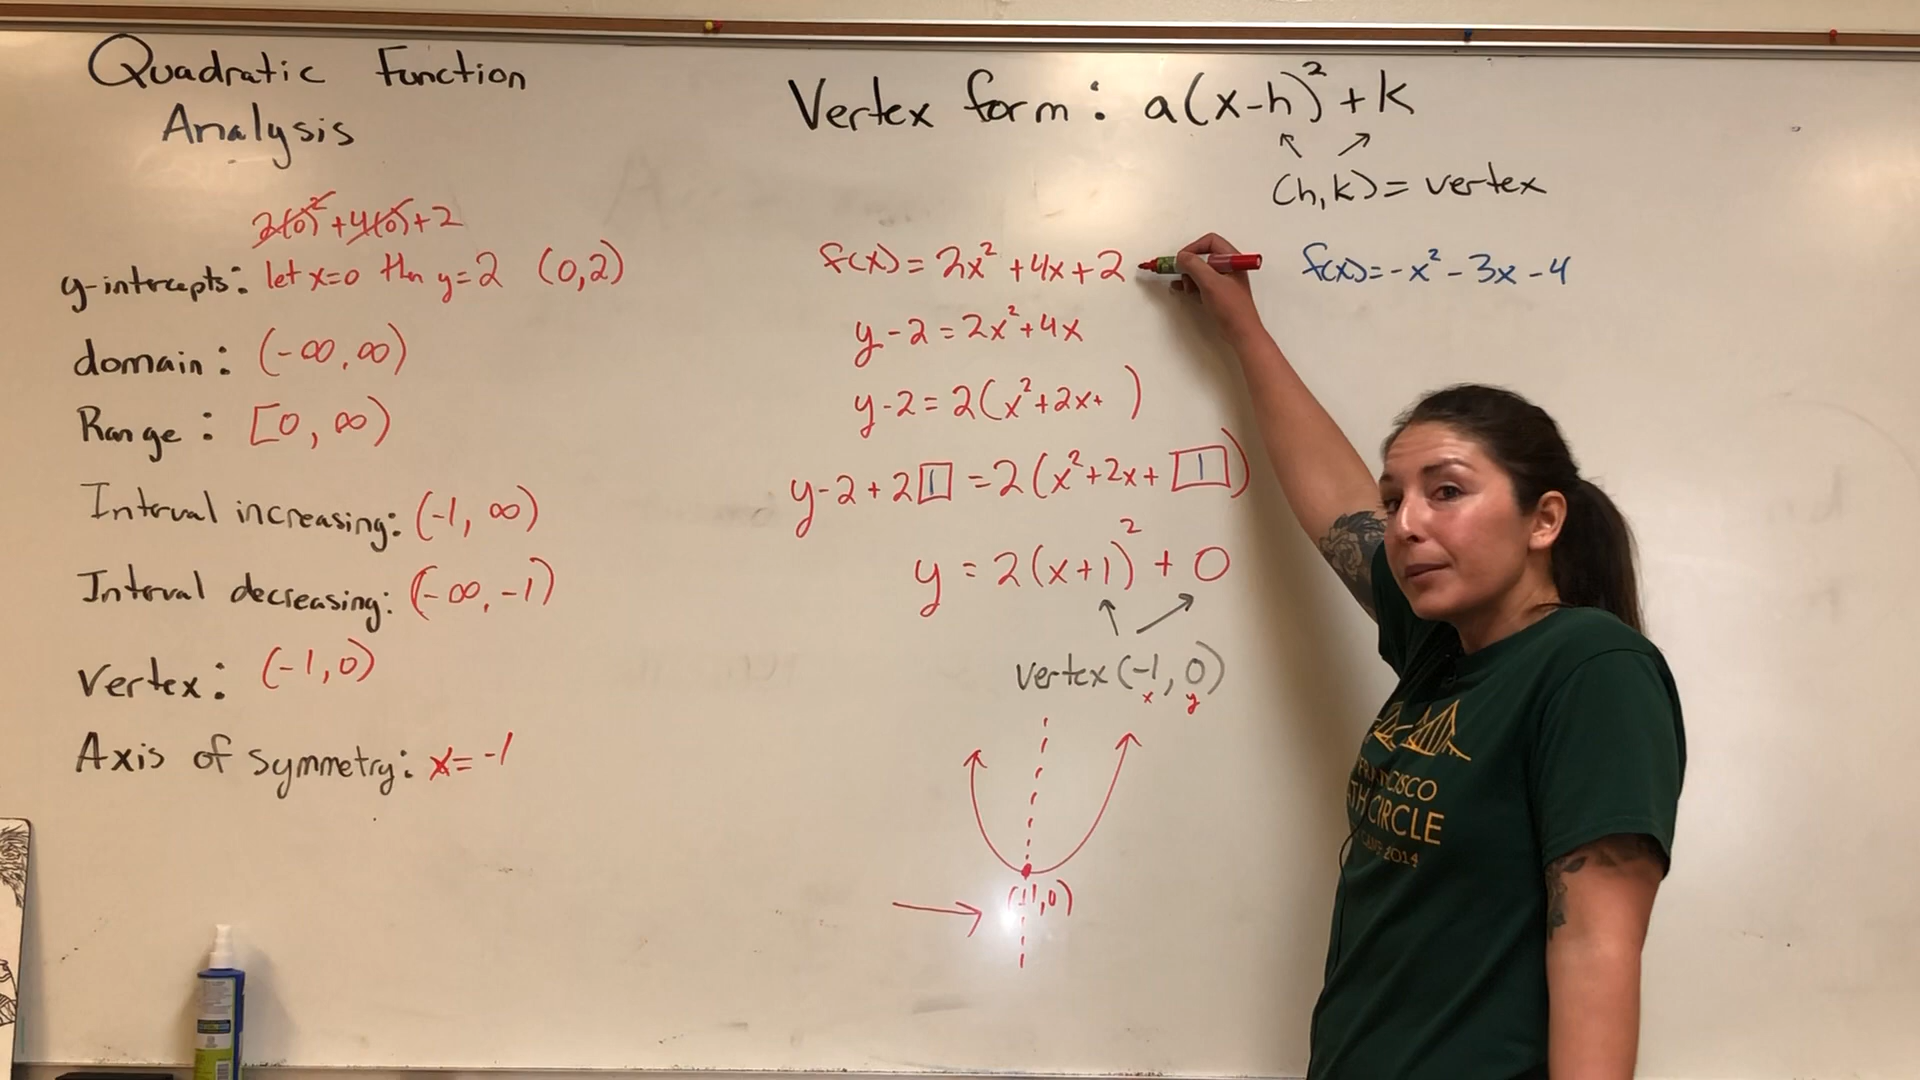 Quadratic Function
Analysis
2(0)²+4(0)+2
y-intercepts: let x=0 then y=2 (0,2)
domain: (-∞,∞)
Range: [0, ∞)
Interval increasing: (-1, ∞)
Interval decreasing: (-∞,-1)
Vertex: (-1,0)
Axis of symmetry: x=-1
Vertex form: a(x-h)²+k
(h,k)= vertex
f(x)=2x²+4x+2
y-2=2x²+4x
y-2=2(x²+2x+ )
y-2+2[1]=2(x²+2x+[1])
y=2(x+1)²+0
vertex(-1,0)
x y
(-1,0)
f(x)=-x²-3x-4
CISCO
CIRCLE
2014